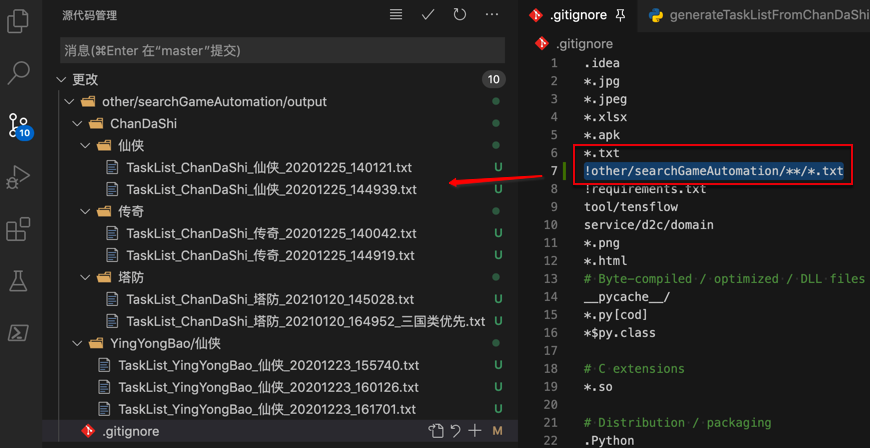 源代码管理
消息(⌘Enter 在“master”提交)
更改
10
other/searchGameAutomation/output
ChanDaShi
仙侠
TaskList_ChanDaShi_仙侠_20201225_140121.txt U
TaskList_ChanDaShi_仙侠_20201225_144939.txt U
传奇
TaskList_ChanDaShi_传奇_20201225_140042.txt U
TaskList_ChanDaShi_传奇_20201225_144919.txt U
塔防
TaskList_ChanDaShi_塔防_20210120_145028.txt U
TaskList_ChanDaShi_塔防_20210120_164952_三国类优先.txt U
YingYongBao/仙侠
TaskList_YingYongBao_仙侠_20201223_155740.txt U
TaskList_YingYongBao_仙侠_20201223_160126.txt U
TaskList_YingYongBao_仙侠_20201223_161701.txt U
.gitignore M
10
.gitignore
generateTaskListFromChanDaShi
.gitignore
1 .idea
2 *.jpg
3 *.jpeg
4 *.xlsx
5 *.apk
6 *.txt
7 !other/searchGameAutomation/**/*.txt
8 !requirements.txt
9 tool/tensflow
10 service/d2c/domain
11 *.png
12 *.html
13 # Byte-compiled / optimized / DLL files
14 __pycache__/
15 *.py[cod]
16 *$py.class
17
18 # C extensions
19 *.so
20
21 # Distribution / packaging
22 .Python